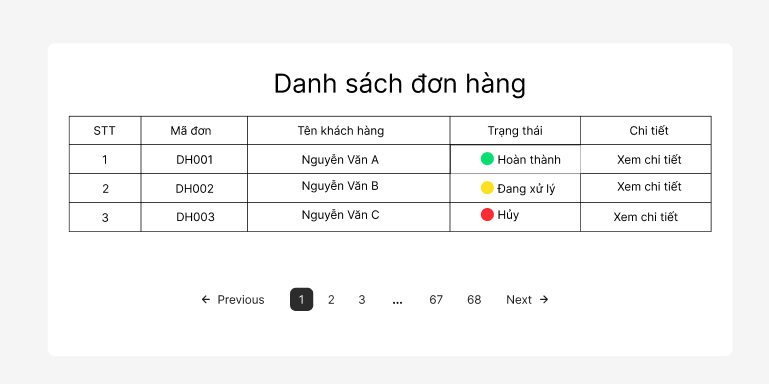 Danh sách đơn hàng
STT Mã đơn Tên khách hàng Trạng thái Chi tiết
1 DH001 Nguyễn Văn A Hoàn thành Xem chi tiết
2 DH002 Nguyễn Văn B Đang xử lý Xem chi tiết
3 DH003 Nguyễn Văn C Hủy Xem chi tiết
← Previous 1 2 3 ... 67 68 Next →